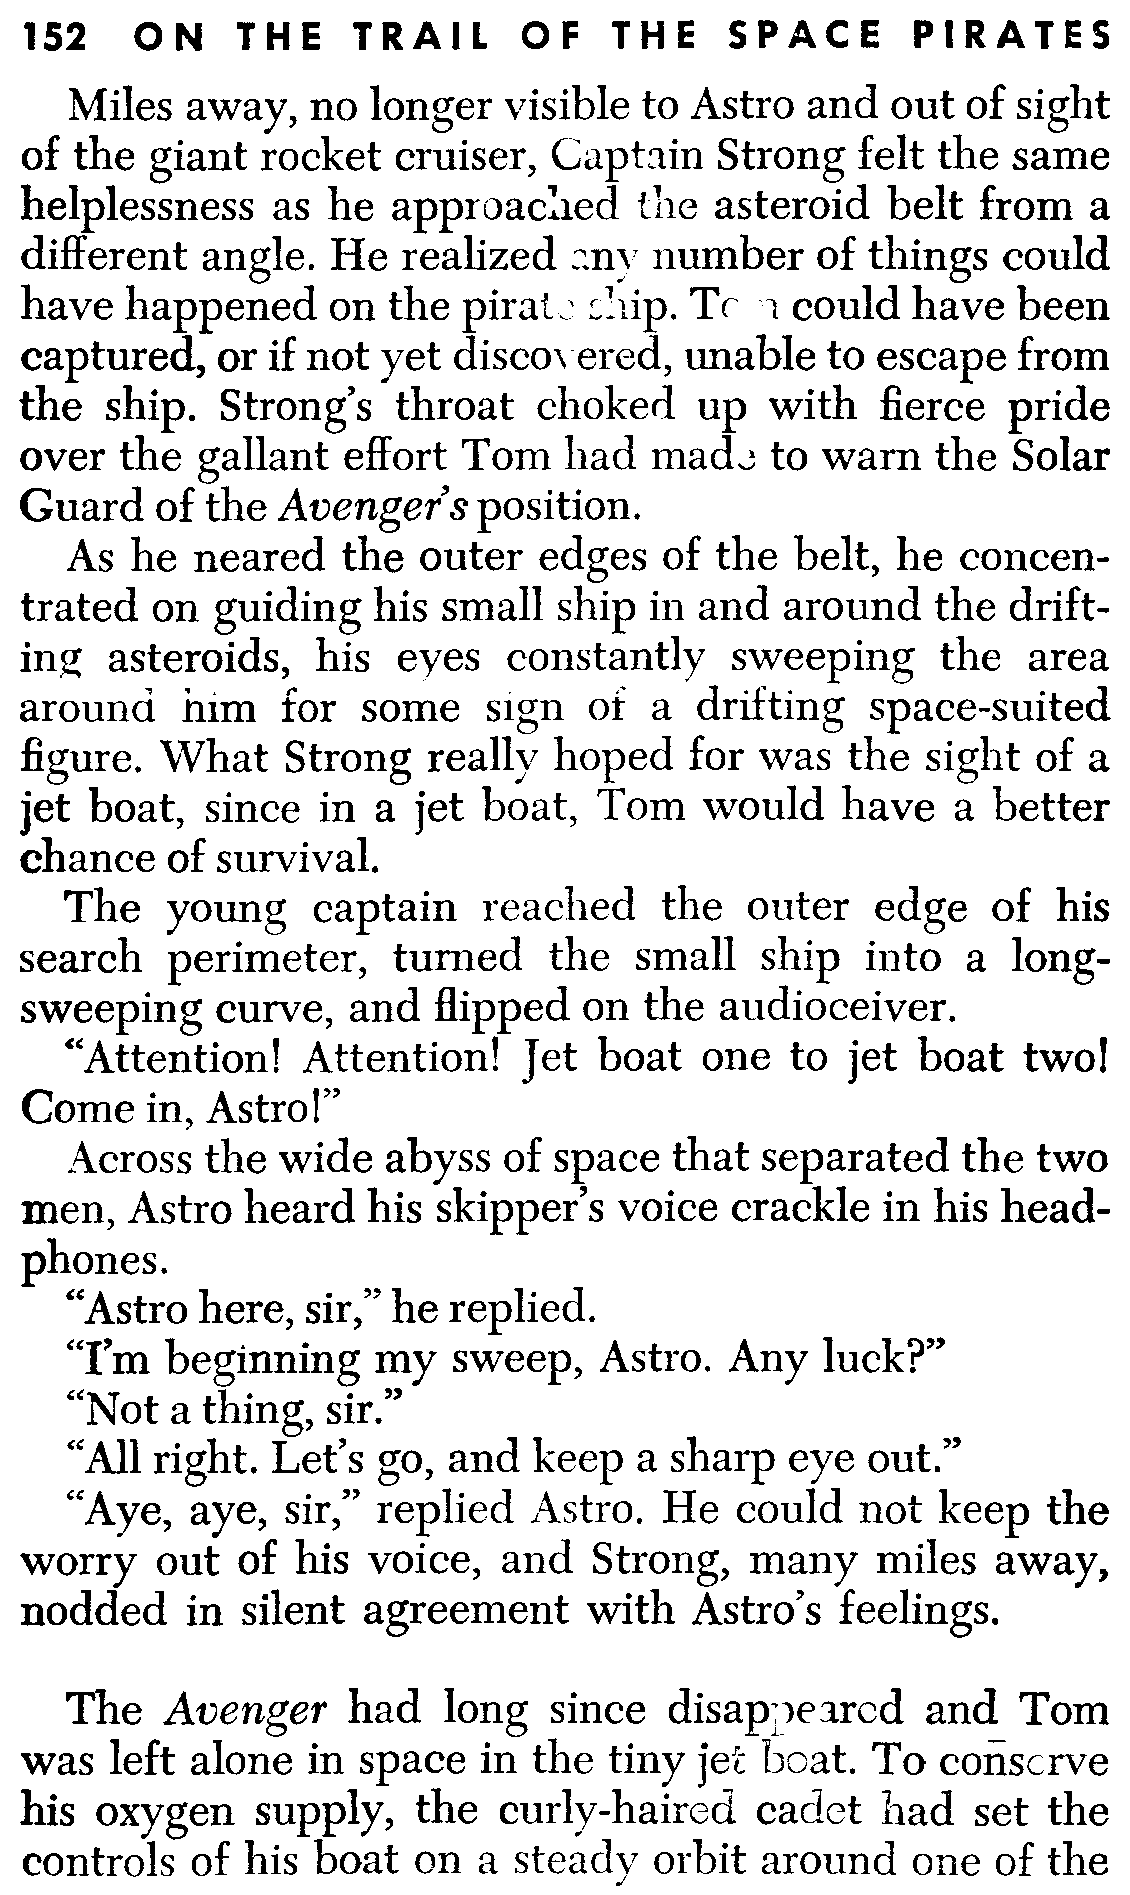 152 ON THE TRAIL OF THE SPACE PIRATES
Miles away, no longer visible to Astro and out of sight
of the giant rocket cruiser, Captain Strong felt the same
helplessness as he approached the asteroid belt from a
different angle. He realized any number of things could
have happened on the pirate ship. Tom could have been
captured, or if not yet discovered, unable to escape from
the ship. Strong's throat choked up with fierce pride
over the gallant effort Tom had made to warn the Solar
Guard of the Avenger's position.
As he neared the outer edges of the belt, he concen-
trated on guiding his small ship in and around the drift-
ing asteroids, his eyes constantly sweeping the area
around him for some sign of a drifting space-suited
figure. What Strong really hoped for was the sight of a
jet boat, since in a jet boat, Tom would have a better
chance of survival.
The young captain reached the outer edge of his
search perimeter, turned the small ship into a long-
sweeping curve, and flipped on the audioceiver.
“Attention! Attention! Jet boat one to jet boat two!
Come in, Astro!”
Across the wide abyss of space that separated the two
men, Astro heard his skipper's voice crackle in his head-
phones.
“Astro here, sir,” he replied.
“I'm beginning my sweep, Astro. Any luck?”
“Not a thing, sir.”
“All right. Let's go, and keep a sharp eye out.”
“Aye, aye, sir,” replied Astro. He could not keep the
worry out of his voice, and Strong, many miles away,
nodded in silent agreement with Astro's feelings.
The Avenger had long since disappeared and Tom
was left alone in space in the tiny jet boat. To conserve
his oxygen supply, the curly-haired cadet had set the
controls of his boat on a steady orbit around one of the